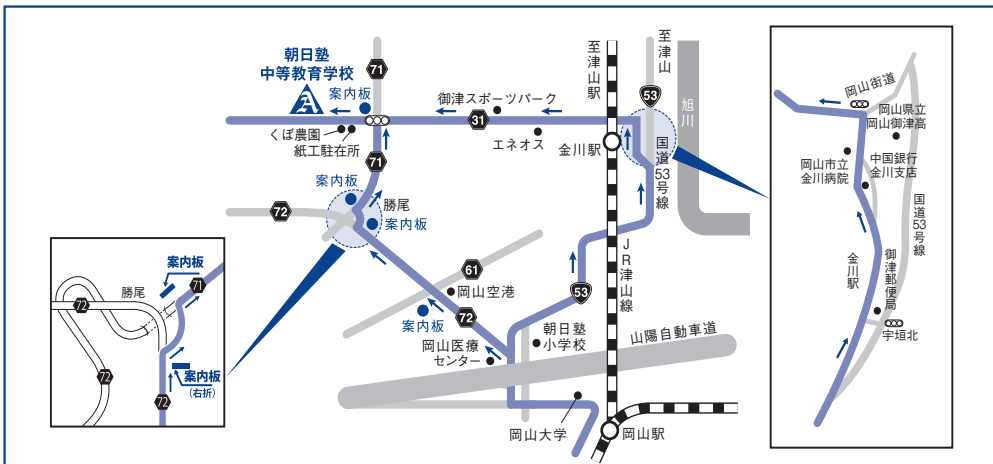 朝日塾
中等教育学校
71
案内板
御津スポーツパーク
31
くぼ農園
紙工駐在所
エネオス
71
至津山駅
至津山
53
旭川
金川駅
国道53号線
案内板
勝尾
案内板
72
61
岡山空港
案内板
72
岡山医療
センター
53
朝日塾
小学校
JR津山線
山陽自動車道
岡山大学
岡山駅
案内板
71
勝尾
72
72
案内板
(右折)
72
岡山街道
岡山県立
岡山御津高
岡山市立
金川病院
中国銀行
金川支店
国道53号線
金川駅
御津郵便局
宇垣北